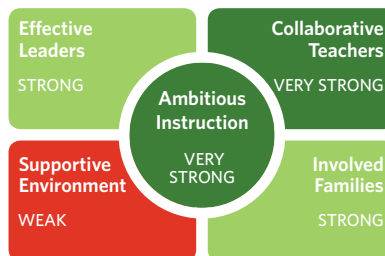 Effective
Leaders
STRONG
Collaborative
Teachers
VERY STRONG
Ambitious
Instruction
VERY
STRONG
Supportive
Environment
WEAK
Involved
Families
STRONG